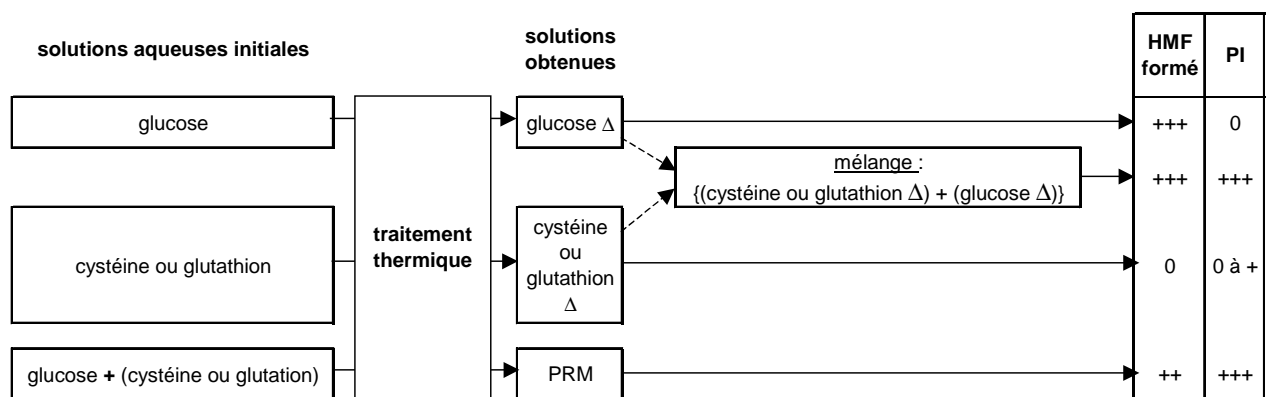 solutions aqueuses initiales
solutions
obtenues
HMF
formé
PI
glucose
glucose Δ
+++
0
mélange :
{(cystéine ou glutathion Δ) + (glucose Δ)}
+++
+++
traitement
thermique
cystéine ou glutathion
cystéine
ou
glutathion
Δ
0
0 à +
glucose + (cystéine ou glutation)
PRM
++
+++